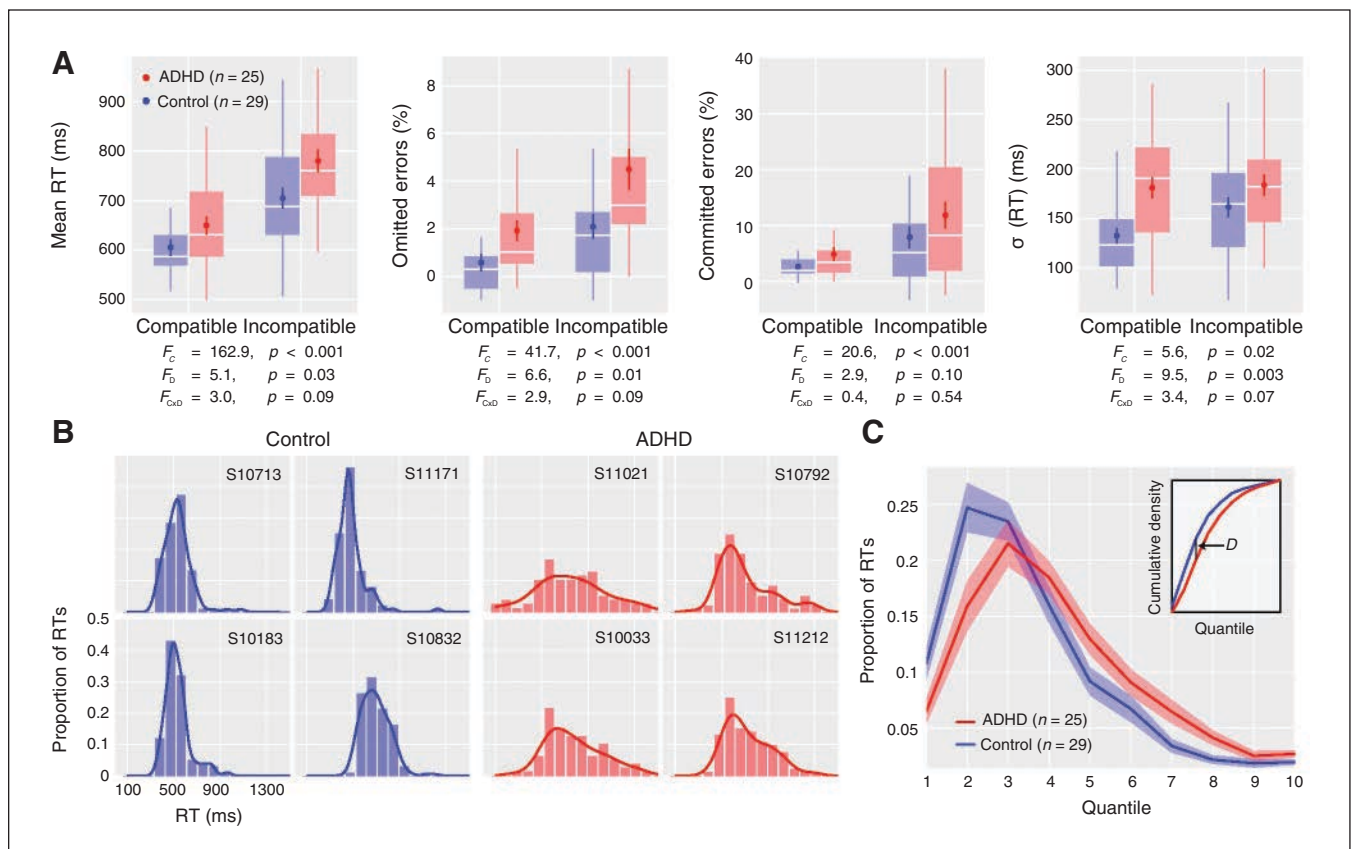 A
ADHD (n = 25)
Control (n = 29)
Mean RT (ms)
900
800
700
600
500
Compatible Incompatible
F_C = 162.9, p < 0.001
F_D = 5.1, p = 0.03
F_CxD = 3.0, p = 0.09
Omitted errors (%)
8
6
4
2
0
Compatible Incompatible
F_C = 41.7, p < 0.001
F_D = 6.6, p = 0.01
F_CxD = 2.9, p = 0.09
Committed errors (%)
40
30
20
10
0
Compatible Incompatible
F_C = 20.6, p < 0.001
F_D = 2.9, p = 0.10
F_CxD = 0.4, p = 0.54
σ (RT) (ms)
300
250
200
150
100
Compatible Incompatible
F_C = 5.6, p = 0.02
F_D = 9.5, p = 0.003
F_CxD = 3.4, p = 0.07
B
Control
ADHD
S10713
S11171
S11021
S10792
S10183
S10832
S10033
S11212
Proportion of RTs
0.5
0.4
0.3
0.2
0.1
0
100 500 900 1300
RT (ms)
C
Proportion of RTs
0.25
0.2
0.15
0.1
0.05
ADHD (n = 25)
Control (n = 29)
1 2 3 4 5 6 7 8 9 10
Quantile
Cumulative density
D
Quantile